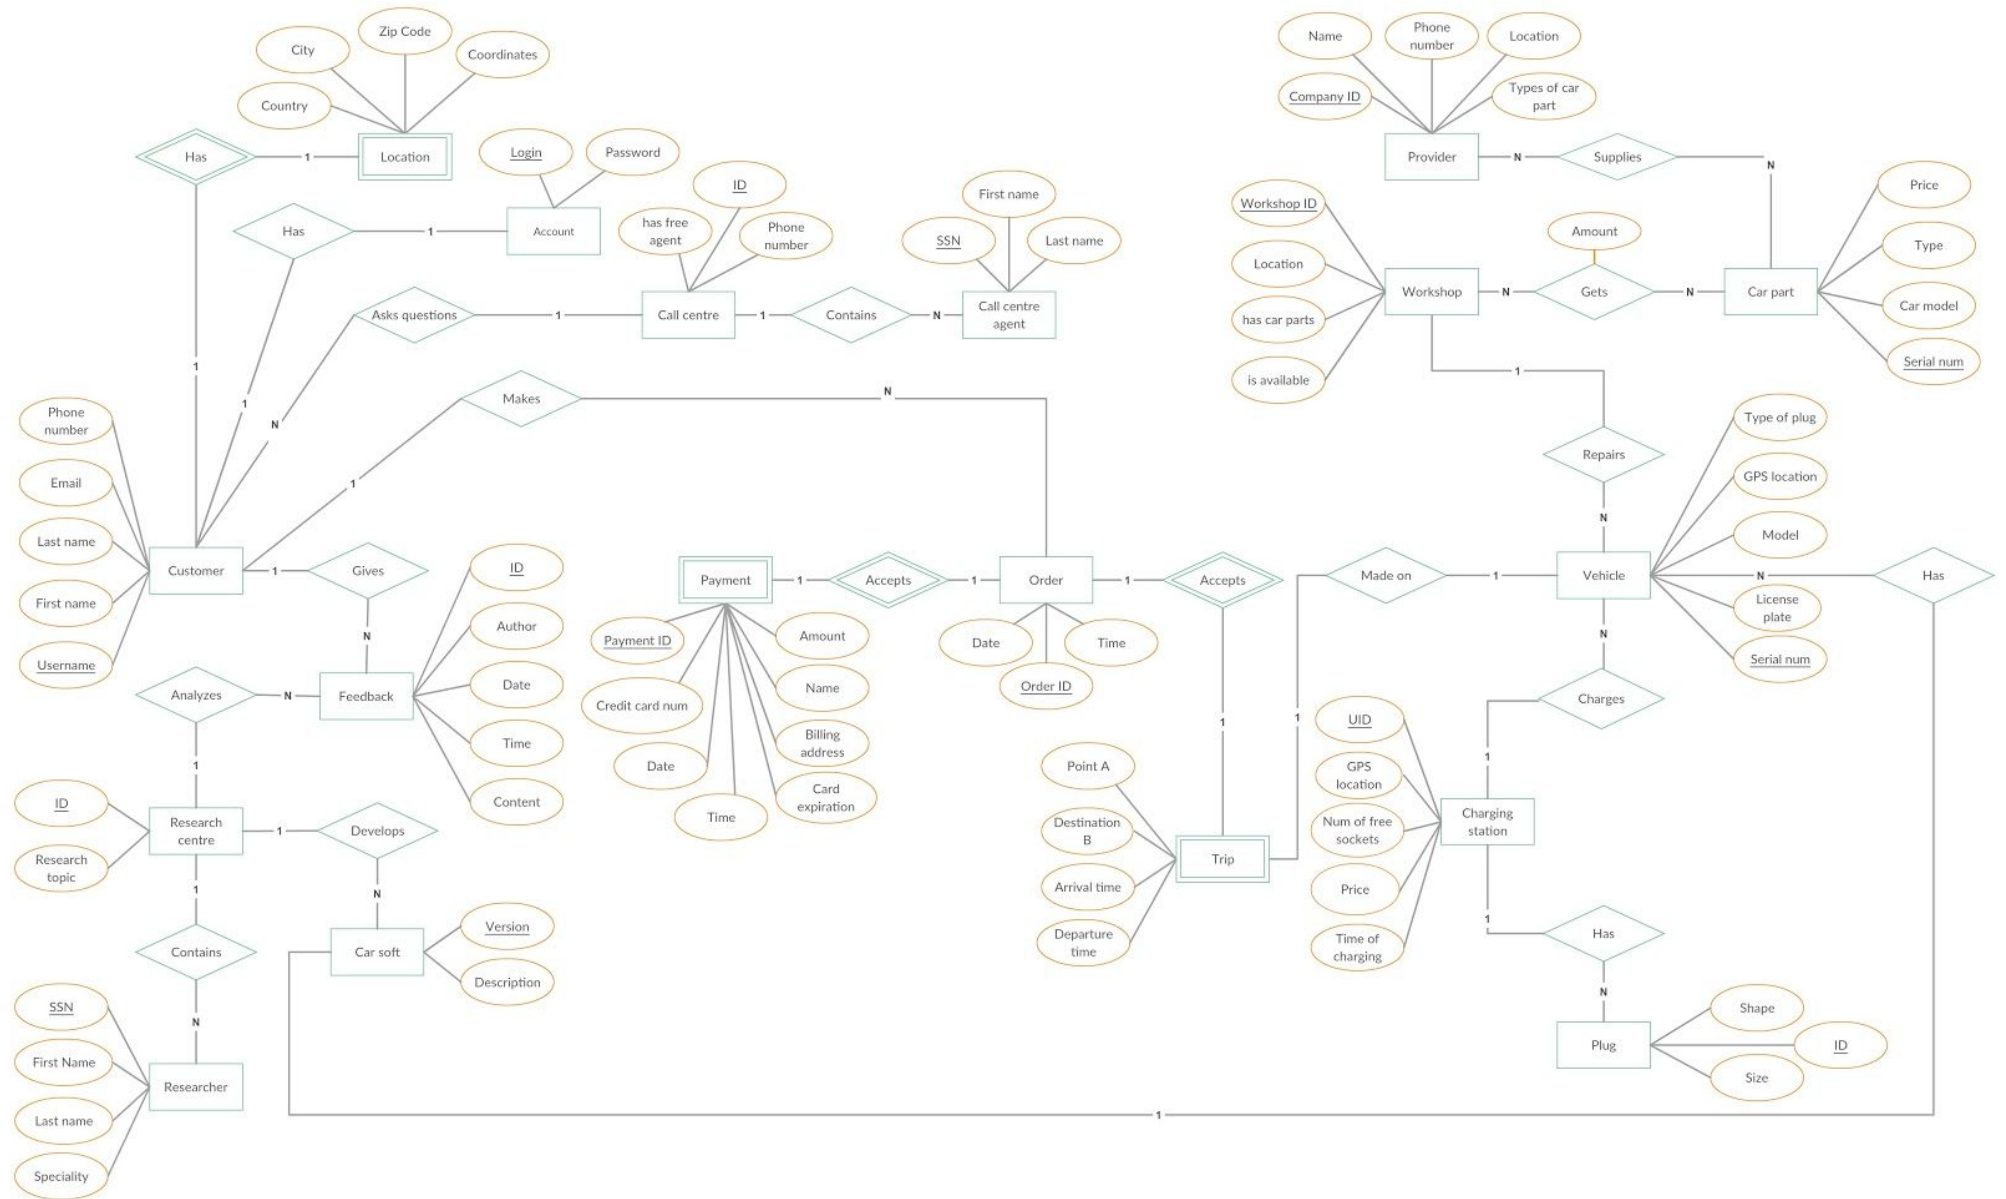 Zip Code
City
Coordinates
Country
Has
1
Location
1
Login
Password
Has
1
Account
1
ID
has free
agent
Phone
number
First name
SSN
Last name
Asks questions
1
Call centre
1
Contains
N
Call centre
agent
N
Makes
N
1
Name
Phone
number
Location
Company ID
Types of car
part
Provider
N
Supplies
N
Workshop ID
Location
has car parts
is available
Amount
Workshop
N
Gets
N
Car part
Price
Type
Car model
Serial num
1
Repairs
N
Phone
number
Email
Last name
First name
Username
Customer
1
Gives
N
ID
Author
Date
Time
Content
Analyzes
N
Feedback
1
Payment
1
Accepts
1
Order
1
Accepts
1
Payment ID
Credit card num
Date
Time
Amount
Name
Billing
address
Card
expiration
Date
Time
Order ID
Made on
1
1
Vehicle
Type of plug
GPS location
Model
N
Has
License
plate
Serial num
N
Charges
1
UID
GPS
location
Num of free
sockets
Price
Time of
charging
Charging
station
1
Has
N
Plug
Shape
ID
Size
Point A
Destination
B
Arrival time
Departure
time
Trip
ID
Research
topic
Research
centre
1
Develops
N
1
Contains
N
Car soft
Version
Description
SSN
First Name
Last name
Speciality
Researcher
1